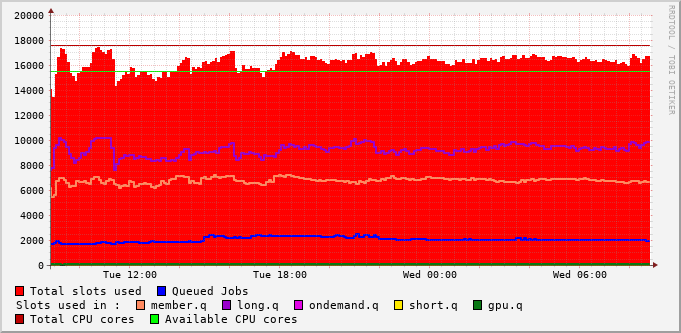 20000
18000
16000
14000
12000
10000
8000
6000
4000
2000
0
Tue 12:00 Tue 18:00 Wed 00:00 Wed 06:00
RRDTOOL / TOBI OETIKER
Total slots used Queued Jobs
Slots used in : member.q long.q ondemand.q short.q gpu.q
Total CPU cores Available CPU cores